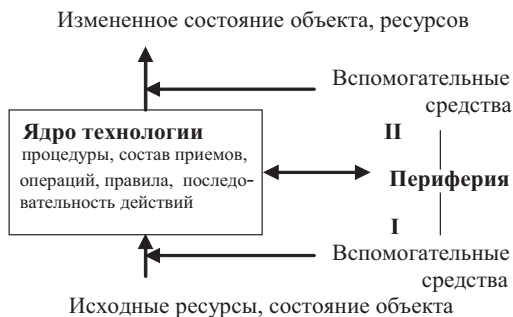 Измененное состояние объекта, ресурсов
Вспомогательные
средства
Ядро технологии
процедуры, состав приемов,
операций, правила, последо-
вательность действий
II
Периферия
I
Вспомогательные
средства
Исходные ресурсы, состояние объекта